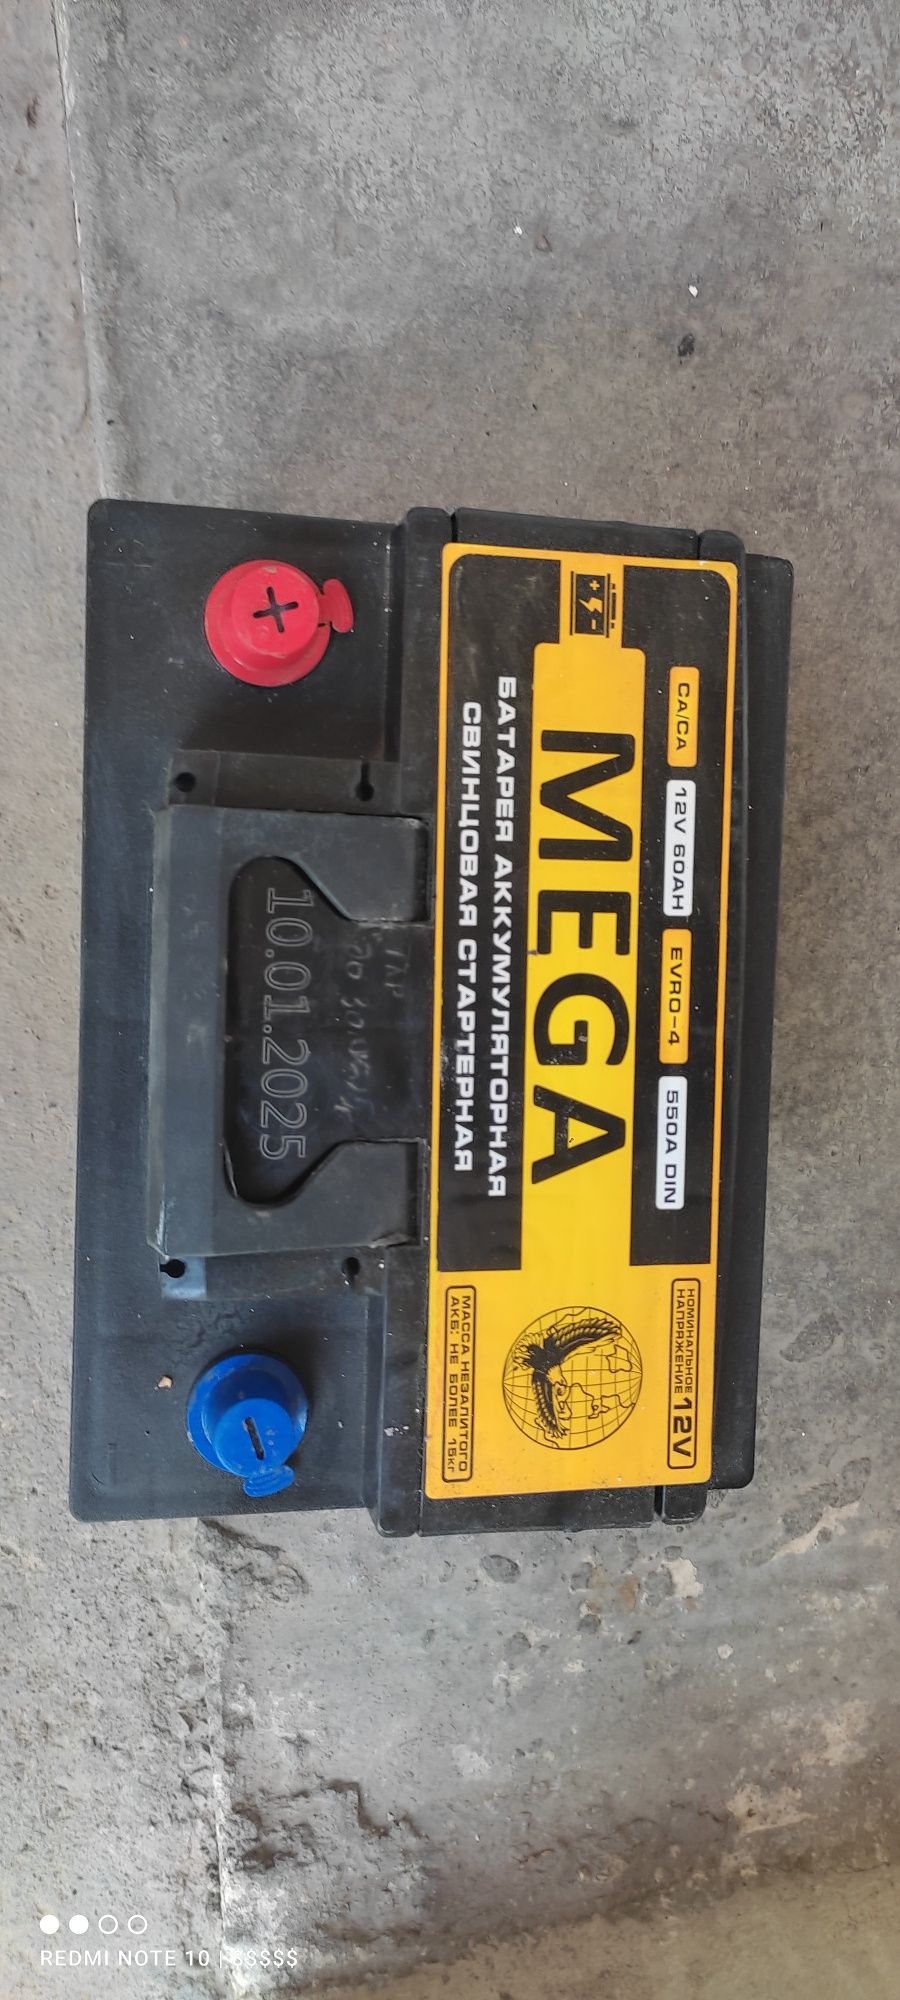 10.01.2025
CA/CA
12V 60AH
EVRO-4
550A DIN
MEGA
БАТАРЕЯ АККУМУЛЯТОРНАЯ
СВИНЦОВАЯ СТАРТЕРНАЯ
НОМИНАЛЬНОЕ
НАПРЯЖЕНИЕ 12V
МАССА НЕЗАЛИТОГО
АКБ: НЕ БОЛЕЕ 15кг
REDMI NOTE 10 | $$$$$